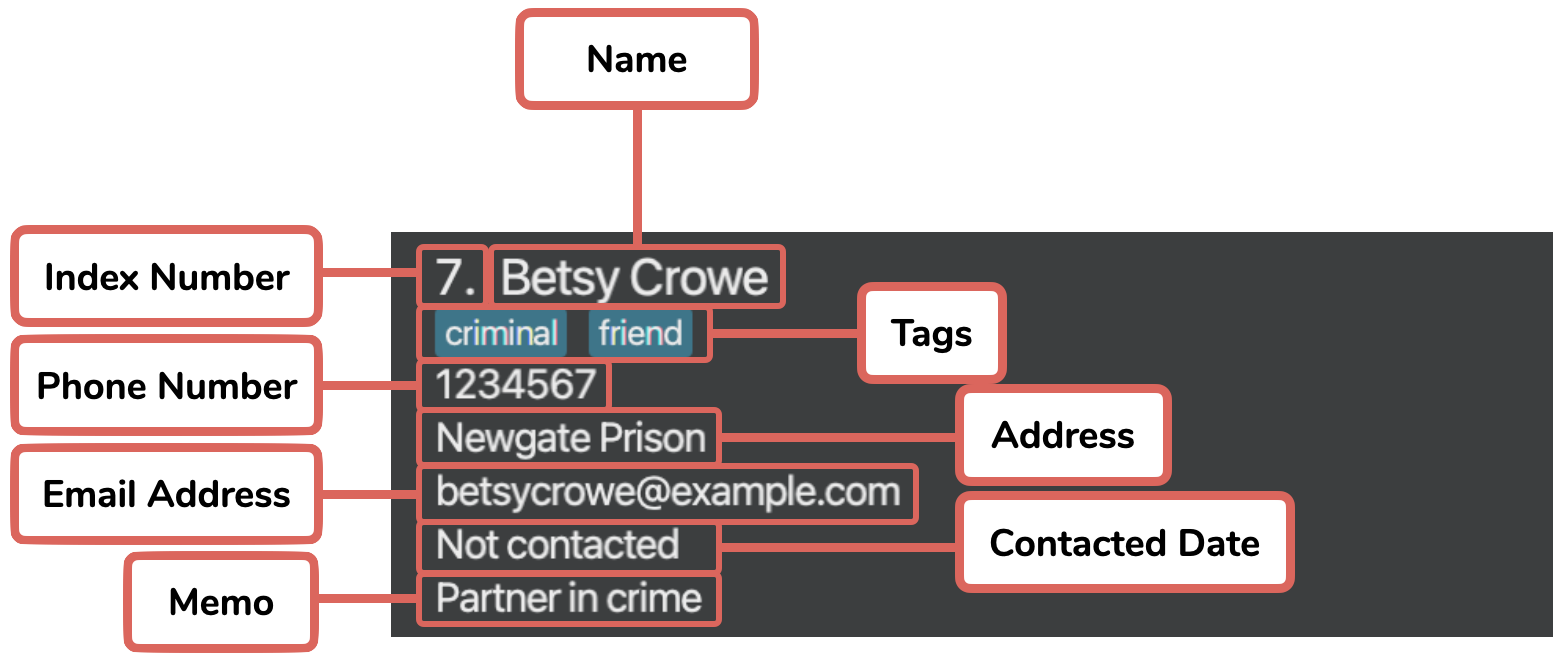 Name
Index Number
7. Betsy Crowe
criminal friend
Tags
Phone Number
1234567
Newgate Prison
Address
Email Address
betsycrowe@example.com
Not contacted
Contacted Date
Memo
Partner in crime